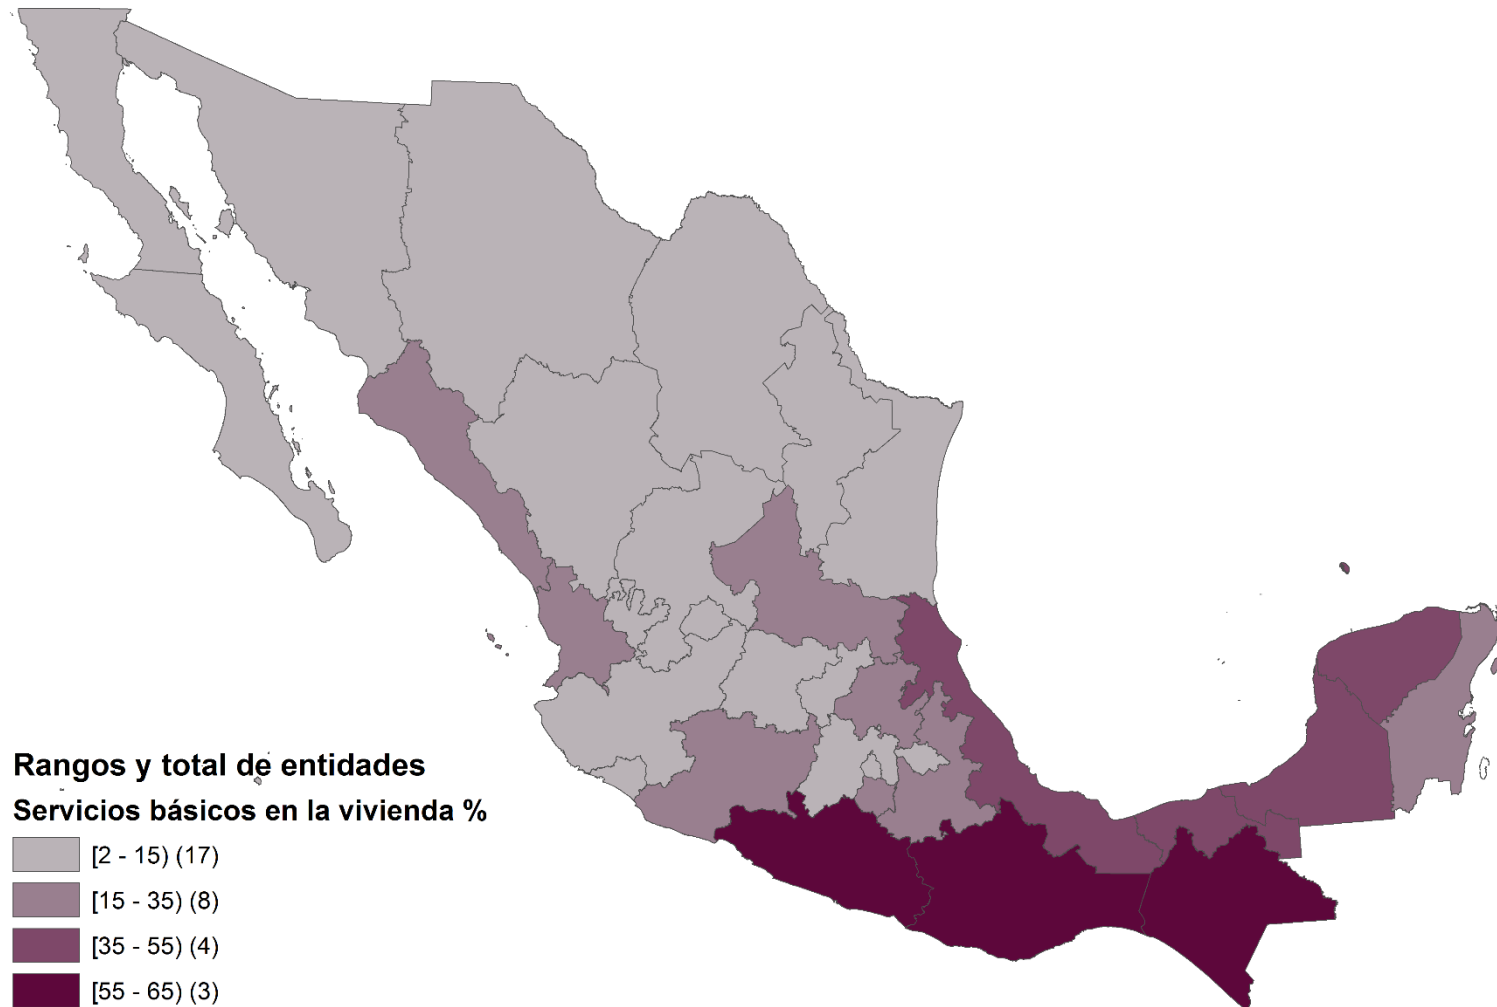 Rangos y total de entidades
Servicios básicos en la vivienda %
[2 - 15) (17)
[15 - 35) (8)
[35 - 55) (4)
[55 - 65) (3)